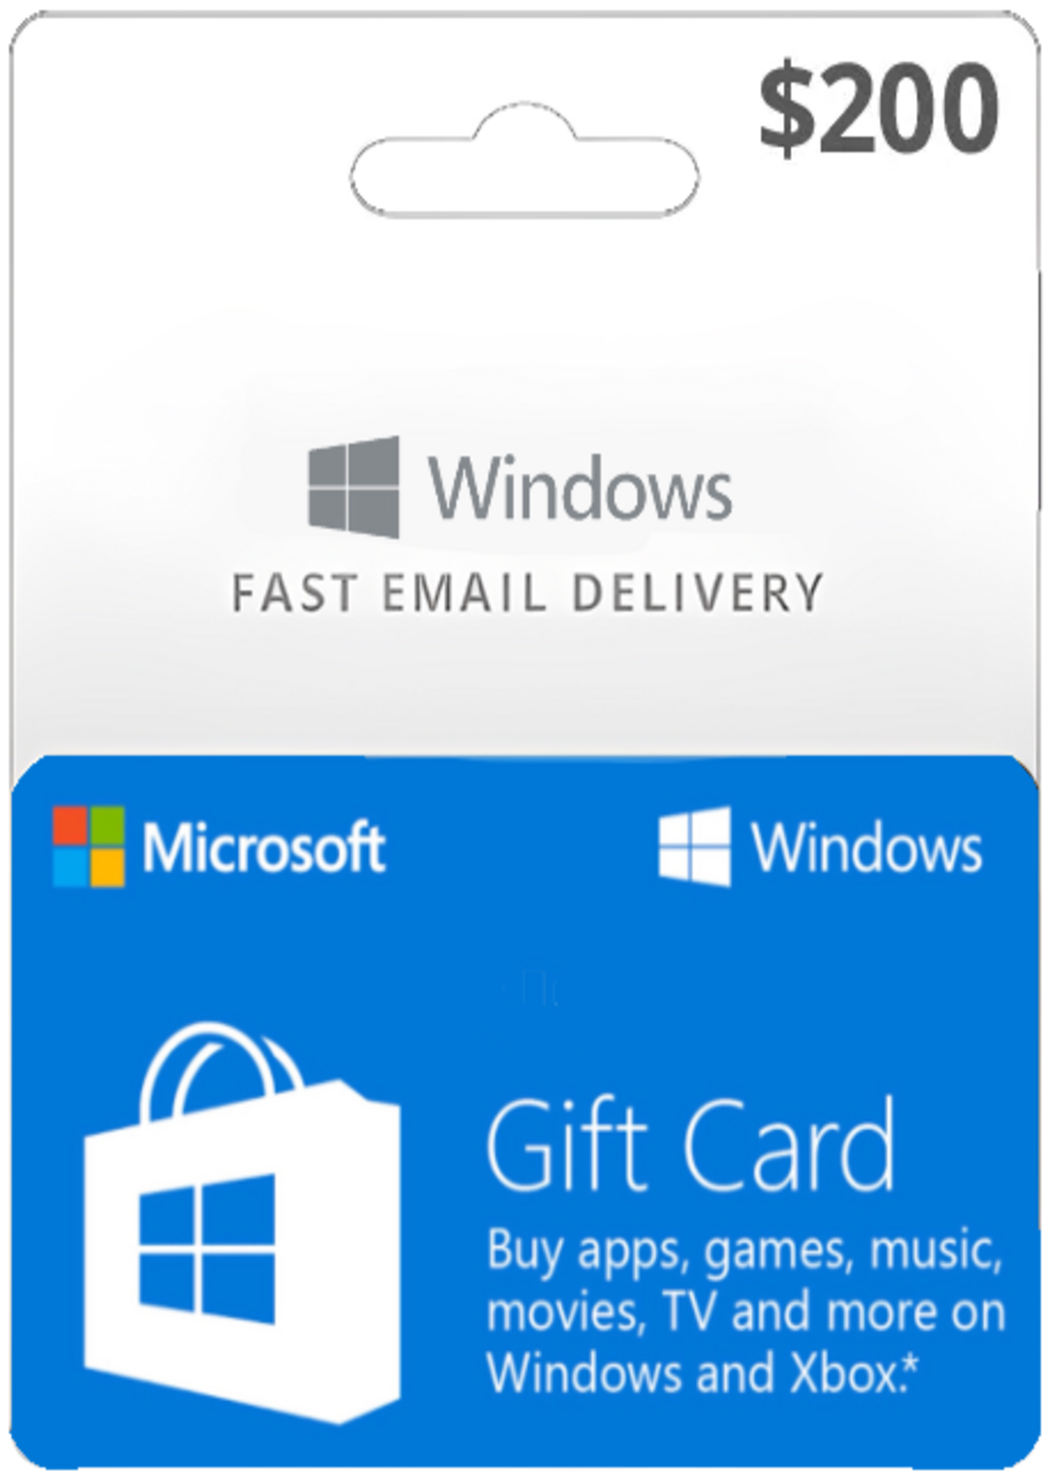 $200
Windows
FAST EMAIL DELIVERY
Microsoft
Windows
Gift Card
Buy apps, games, music,
movies, TV and more on
Windows and Xbox.*